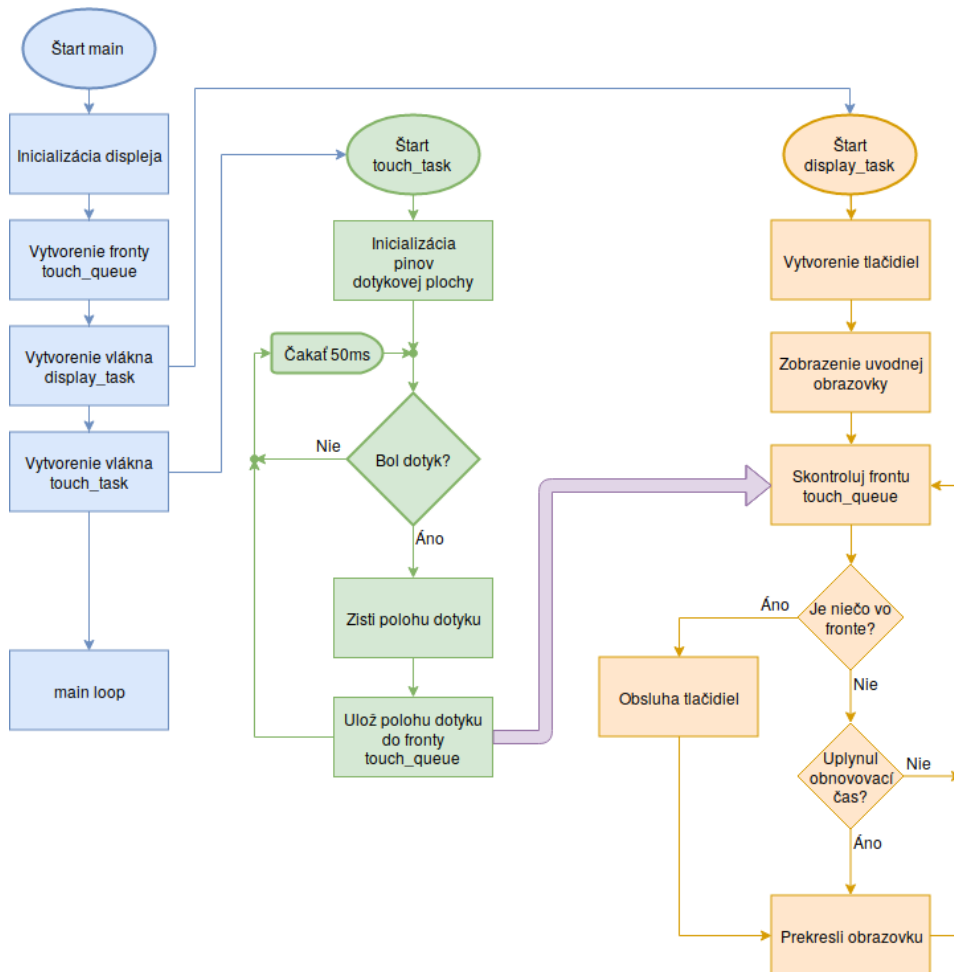 Štart main
Inicializácia displeja
Vytvorenie fronty
touch_queue
Vytvorenie vlákna
display_task
Vytvorenie vlákna
touch_task
main loop
Štart
touch_task
Inicializácia
pinov
dotykovej plochy
Čakať 50ms
Bol dotyk?
Nie
Áno
Zisti polohu dotyku
Ulož polohu dotyku
do fronty
touch_queue
Štart
display_task
Vytvorenie tlačidiel
Zobrazenie uvodnej
obrazovky
Skontroluj frontu
touch_queue
Je niečo vo
fronte?
Áno
Nie
Obsluha tlačidiel
Uplynul
obnovovací
čas?
Nie
Áno
Prekresli obrazovku